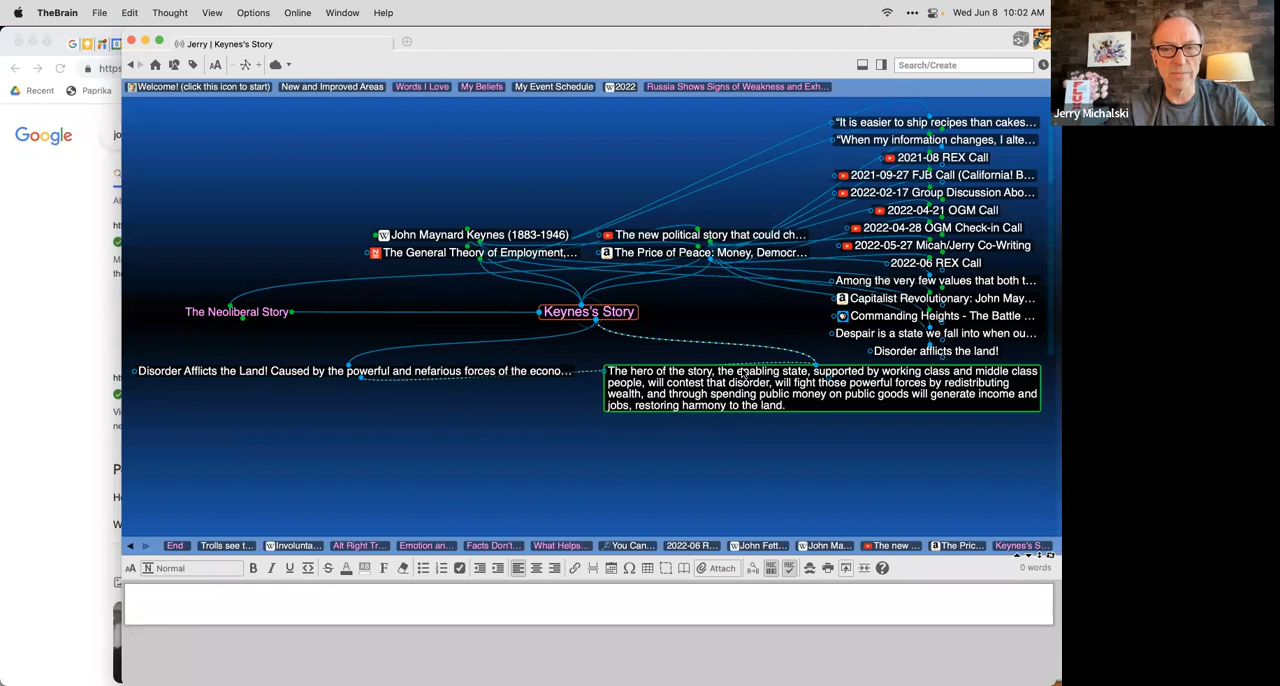 TheBrain File Edit Thought View Options Online Window Help
Wed Jun 8 10:02 AM
Jerry | Keynes's Story
AA
Search/Create
Welcome! (click this icon to start) New and Improved Areas Words I Love My Beliefs My Event Schedule 2022 Russia Shows Signs of Weakness and Exh...
https
Recent Paprika
Google
Jerry Michalski
"It is easier to ship recipes than cakes...
"When my information changes, I alte...
2021-08 REX Call
2021-09-27 FJB Call (California! B...
2022-02-17 Group Discussion Abo...
2022-04-21 OGM Call
2022-04-28 OGM Check-in Call
2022-05-27 Micah/Jerry Co-Writing
2022-06 REX Call
Among the very few values that both t...
Capitalist Revolutionary: John May...
Commanding Heights - The Battle ...
Despair is a state we fall into when ou...
Disorder afflicts the land!
John Maynard Keynes (1883-1946)
The new political story that could ch...
The General Theory of Employment,...
The Price of Peace: Money, Democr...
The Neoliberal Story
Keynes's Story
Disorder Afflicts the Land! Caused by the powerful and nefarious forces of the econo...
The hero of the story, the enabling state, supported by working class and middle class
people, will contest that disorder, will fight those powerful forces by redistributing
wealth, and through spending public money on public goods will generate income and
jobs, restoring harmony to the land.
End Trolls see t... Involunta... Alt Right Tr... Emotion an... Facts Don't... What Helps... You Can... 2022-06 R... John Fett... John Ma... The new ... The Pric... Keynes's S...
AA N Normal B I U Attach 0 words